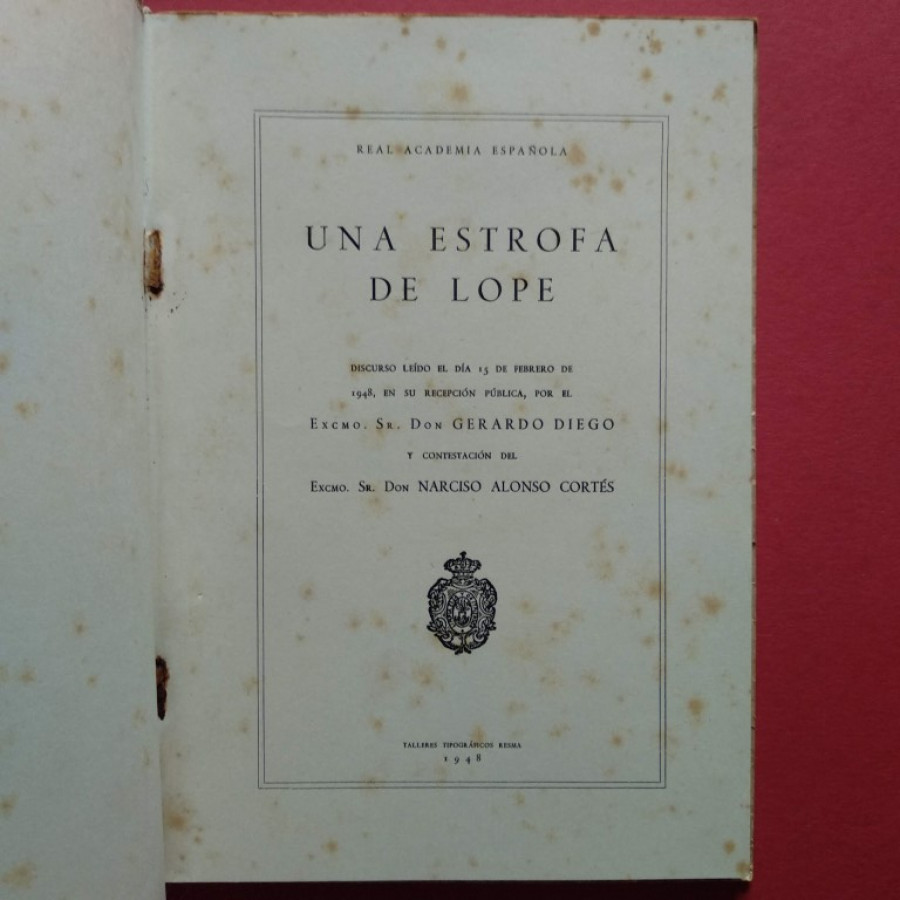 REAL ACADEMIA ESPAÑOLA
UNA ESTROFA
DE LOPE
DISCURSO LEÍDO EL DÍA 15 DE FEBRERO DE
1948, EN SU RECEPCIÓN PÚBLICA, POR EL
EXCMO. SR. DON GERARDO DIEGO
Y CONTESTACIÓN DEL
EXCMO. SR. DON NARCISO ALONSO CORTÉS
TALLERES TIPOGRÁFICOS RESMA
1948